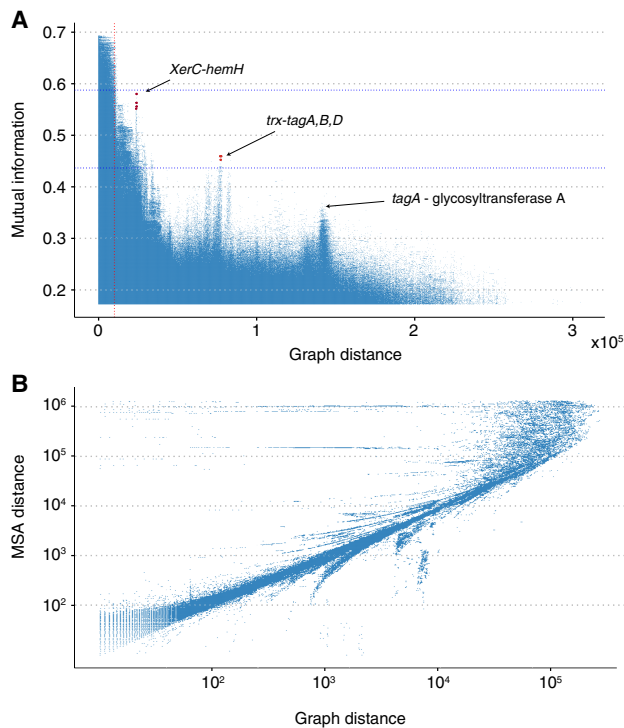 A
0.7
0.6
0.5
0.4
0.3
0.2
Mutual information
XerC-hemH
trx-tagA,B,D
tagA - glycosyltransferase A
0
1
2
3
x10⁵
Graph distance
B
10⁶
10⁵
10⁴
10³
10²
MSA distance
10²
10³
10⁴
10⁵
Graph distance